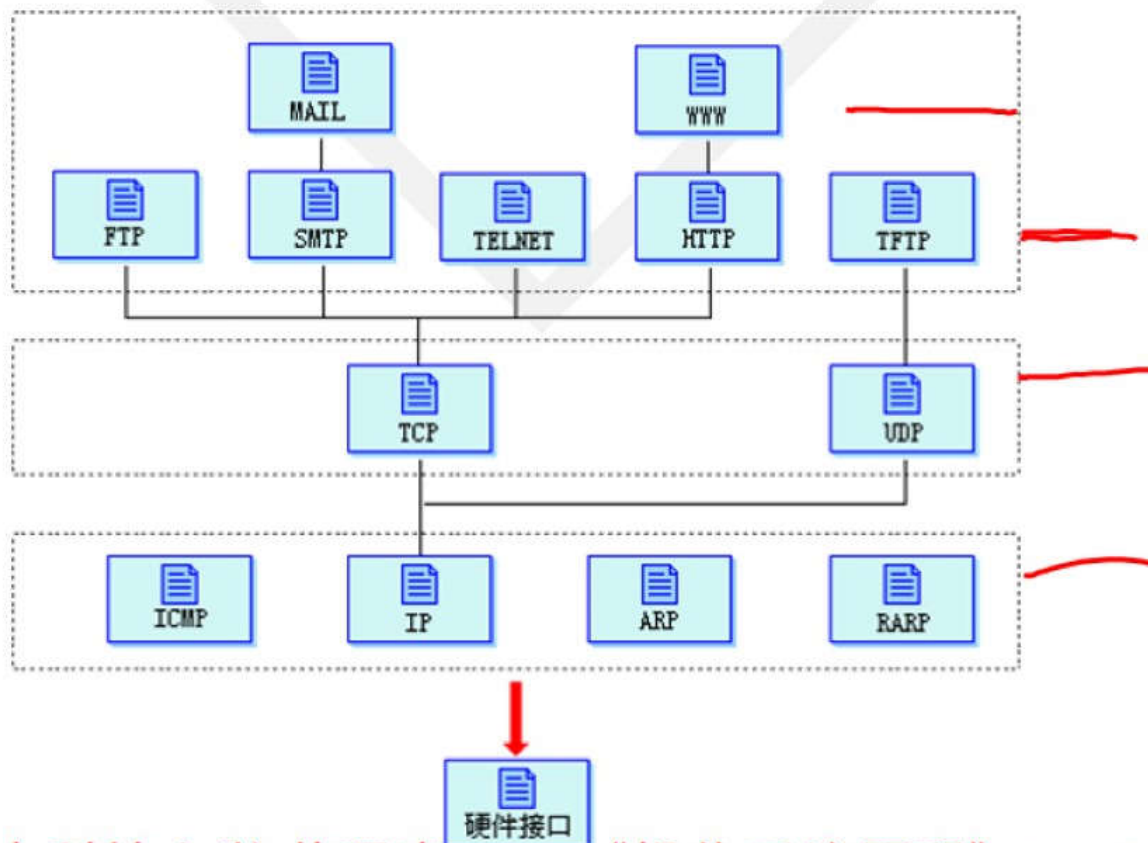 MAIL
WWW
FTP
SMTP
TELNET
HTTP
TFTP
TCP
UDP
ICMP
IP
ARP
RARP
硬件接口